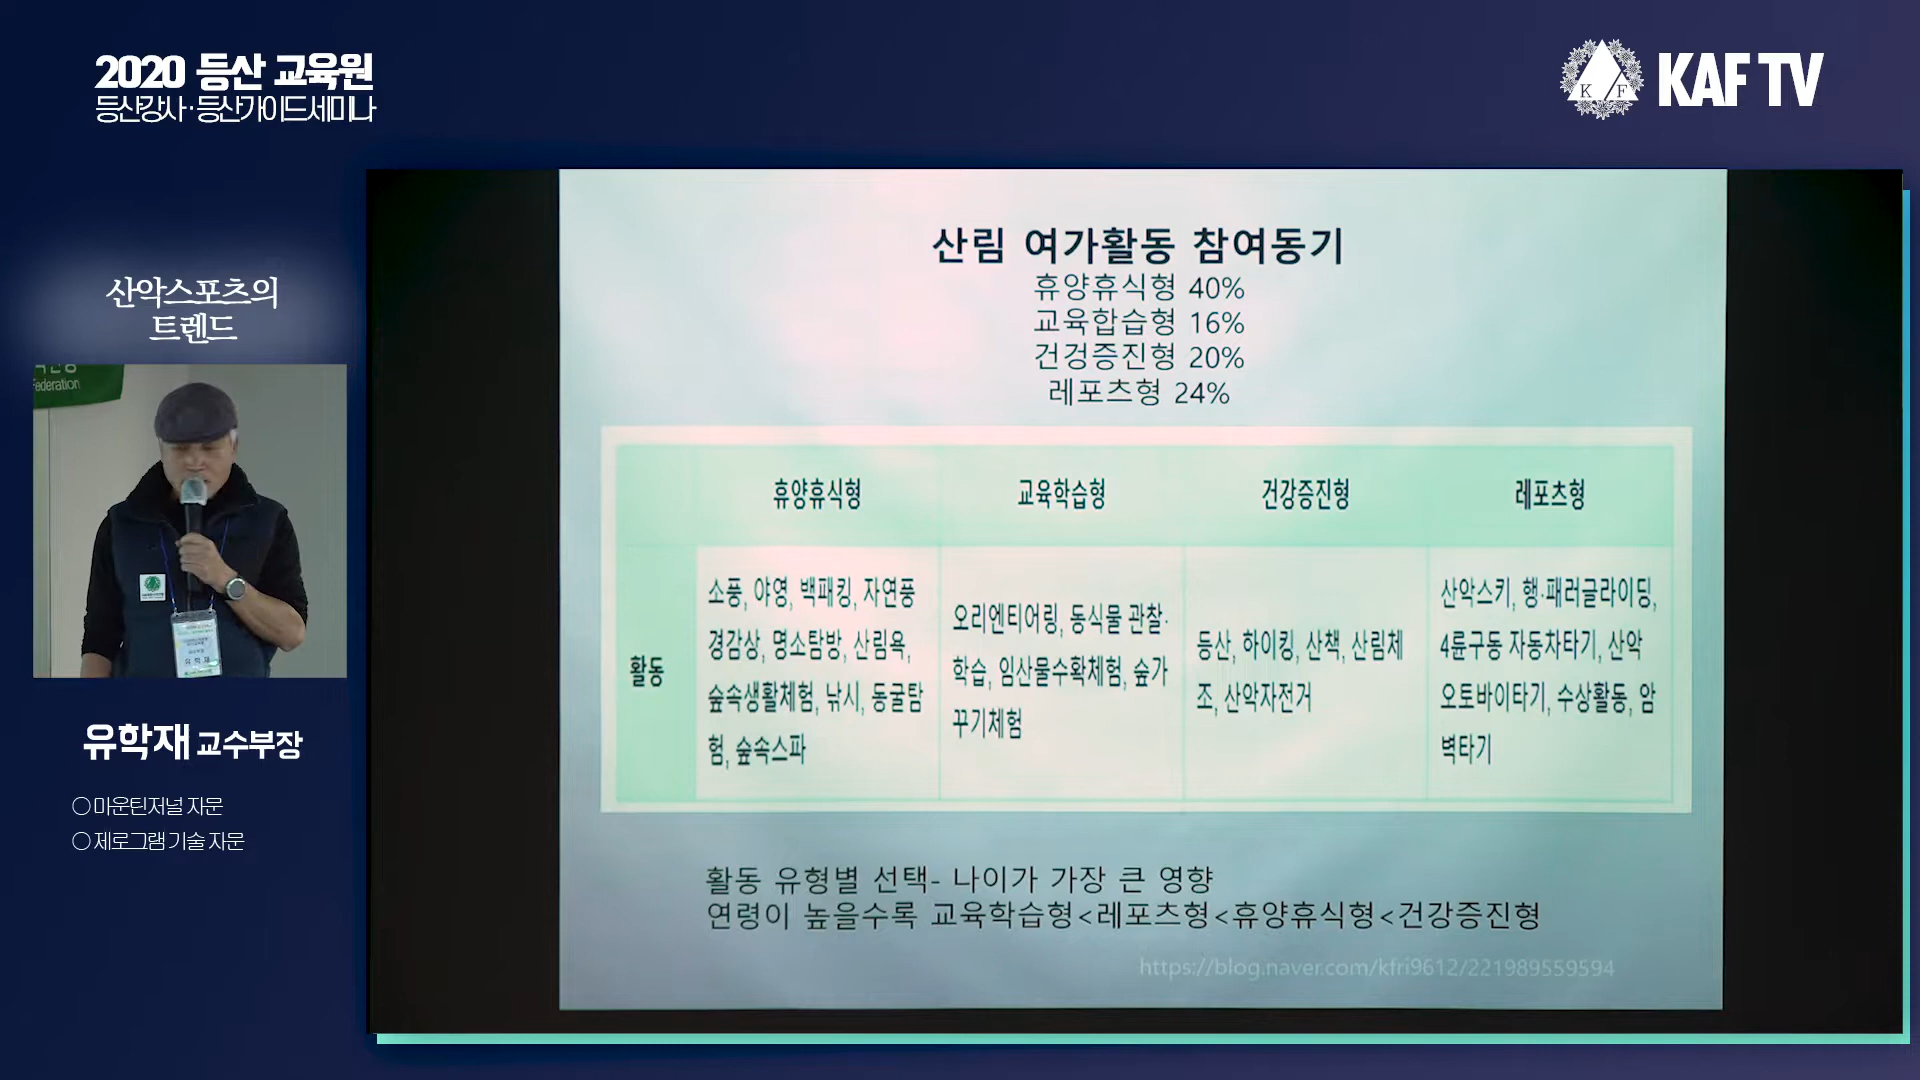 2020 등산 교육원
등산강사·등산가이드세미나
KF
KAF TV
산악스포츠의
트렌드
Federation
유학재 교수부장
○ 마운틴저널 자문
○ 제로그램 기술 자문
산림 여가활동 참여동기
휴양휴식형 40%
교육합습형 16%
건겅증진형 20%
레포츠형 24%
휴양휴식형 교육학습형 건강증진형 레포츠형
활동
소풍, 야영, 백패킹, 자연풍
경감상, 명소탐방, 산림욕,
숲속생활체험, 낚시, 동굴탐
험, 숲속스파
오리엔티어링, 동식물 관찰·
학습, 임산물수확체험, 숲가
꾸기체험
등산, 하이킹, 산책, 산림체
조, 산악자전거
산악스키, 행·패러글라이딩,
4륜구동 자동차타기, 산악
오토바이타기, 수상활동, 암
벽타기
활동 유형별 선택- 나이가 가장 큰 영향
연령이 높을수록 교육학습형<레포츠형<휴양휴식형<건강증진형
https://blog.naver.com/kfri9612/221989559594